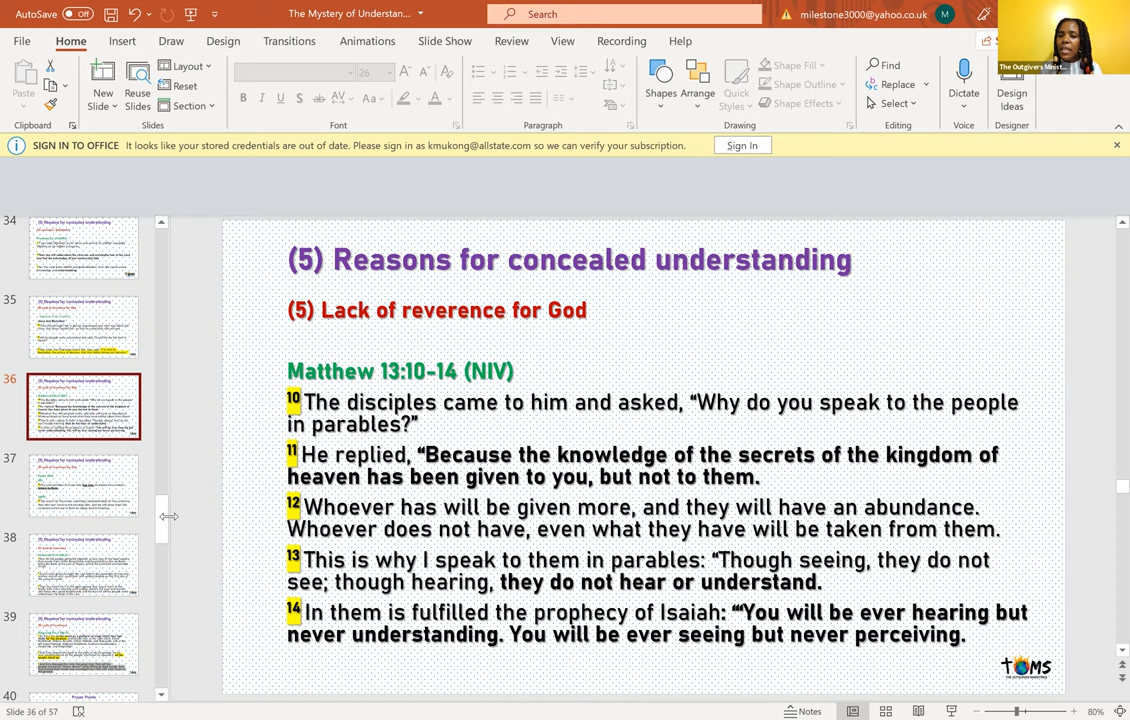 AutoSave Off The Mystery of Understan... Search milestone3000@yahoo.co.uk M
The Outgivers Minist...
File Home Insert Draw Design Transitions Animations Slide Show Review View Recording Help
Paste New Slide Reuse Slides Layout Reset Section
26
B I U S ab AV Aa A
Shapes Arrange Quick Styles Shape Fill Shape Outline Shape Effects
Find Replace Select Dictate Design Ideas
Clipboard Slides Font Paragraph Drawing Editing Voice Designer
SIGN IN TO OFFICE It looks like your stored credentials are out of date. Please sign in as kmukong@allstate.com so we can verify your subscription. Sign In
34
35
36
37
38
39
40
Prayer Points
(5) Reasons for concealed understanding
(5) Lack of reverence for God
Matthew 13:10-14 (NIV)
10 The disciples came to him and asked, “Why do you speak to the people
in parables?”
11 He replied, “Because the knowledge of the secrets of the kingdom of
heaven has been given to you, but not to them.
12 Whoever has will be given more, and they will have an abundance.
Whoever does not have, even what they have will be taken from them.
13 This is why I speak to them in parables: “Though seeing, they do not
see; though hearing, they do not hear or understand.
14 In them is fulfilled the prophecy of Isaiah: “‘You will be ever hearing but
never understanding. You will be ever seeing but never perceiving.
TOMS
THE OUTGIVERS MINISTRIES
Slide 36 of 57 Notes 80%